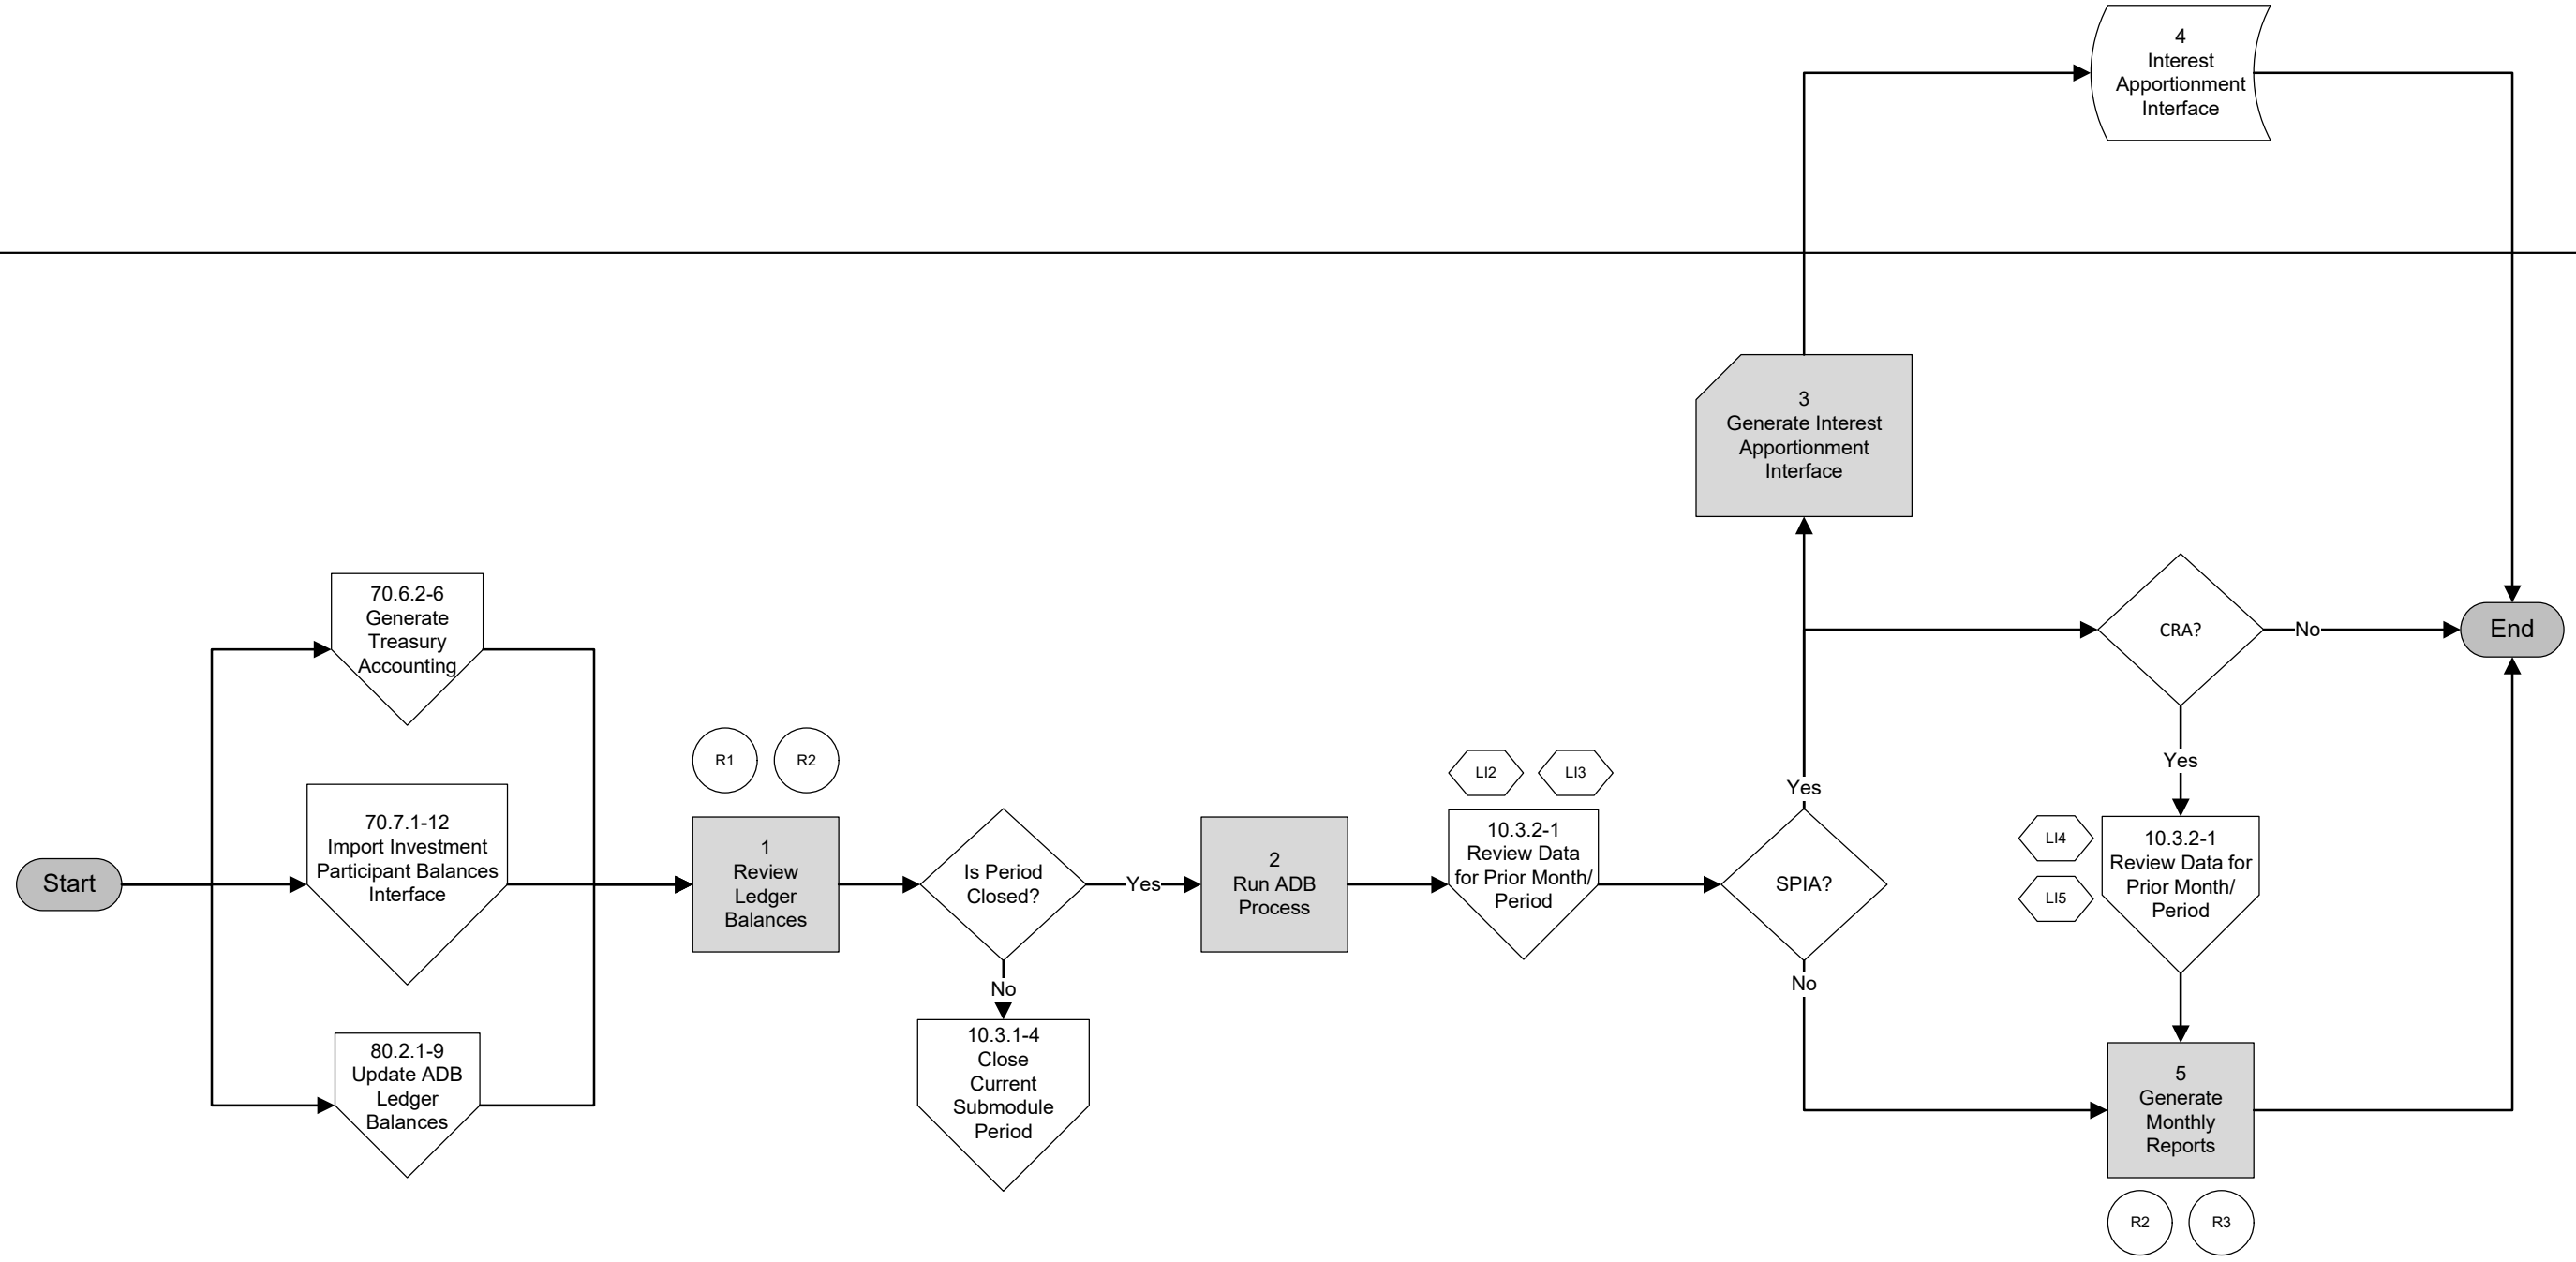 4
Interest
Apportionment
Interface
3
Generate Interest
Apportionment
Interface
70.6.2-6
Generate
Treasury
Accounting
CRA?
No
End
R1
R2
LI2
LI3
Yes
Yes
Start
70.7.1-12
Import Investment
Participant Balances
Interface
1
Review
Ledger
Balances
Is Period
Closed?
Yes
2
Run ADB
Process
10.3.2-1
Review Data
for Prior Month/
Period
SPIA?
LI4
LI5
10.3.2-1
Review Data for
Prior Month/
Period
No
No
80.2.1-9
Update ADB
Ledger
Balances
10.3.1-4
Close
Current
Submodule
Period
5
Generate
Monthly
Reports
R2
R3